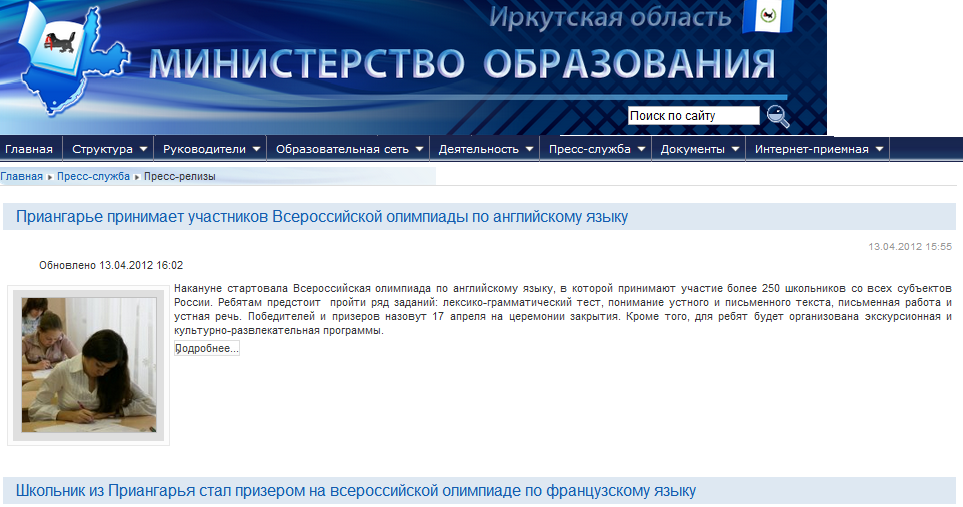 Иркутская область
МИНИСТЕРСТВО ОБРАЗОВАНИЯ
Поиск по сайту
Главная Структура Руководители Образовательная сеть Деятельность Пресс-служба Документы Интернет-приемная
Главная Пресс-служба Пресс-релизы
Приангарье принимает участников Всероссийской олимпиады по английскому языку
13.04.2012 15:55
Обновлено 13.04.2012 16:02
Накануне стартовала Всероссийская олимпиада по английскому языку, в которой принимают участие более 250 школьников со всех субъектов
России. Ребятам предстоит пройти ряд заданий: лексико-грамматический тест, понимание устного и письменного текста, письменная работа и
устная речь. Победителей и призеров назовут 17 апреля на церемонии закрытия. Кроме того, для ребят будет организована экскурсионная и
культурно-развлекательная программы.
Подробнее...
Школьник из Приангарья стал призером на всероссийской олимпиаде по французскому языку